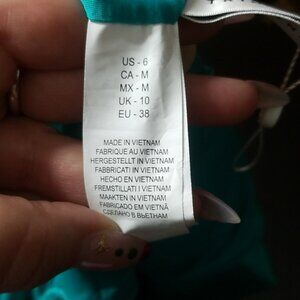 US - 6
CA - M
MX - M
UK - 10
EU - 38
MADE IN VIETNAM
FABRIQUE AU VIETNAM
HERGESTELLT IN VIETNAM
FABBRICATI IN VIETNAM
HECHO EN VIETNAM
FREMSTILLATI I VIETNAM
MAAKTEN IN VIETNAM
FABRICADO EM VIETNÃ
СДЕЛАНО В ВЬЕТНАМ